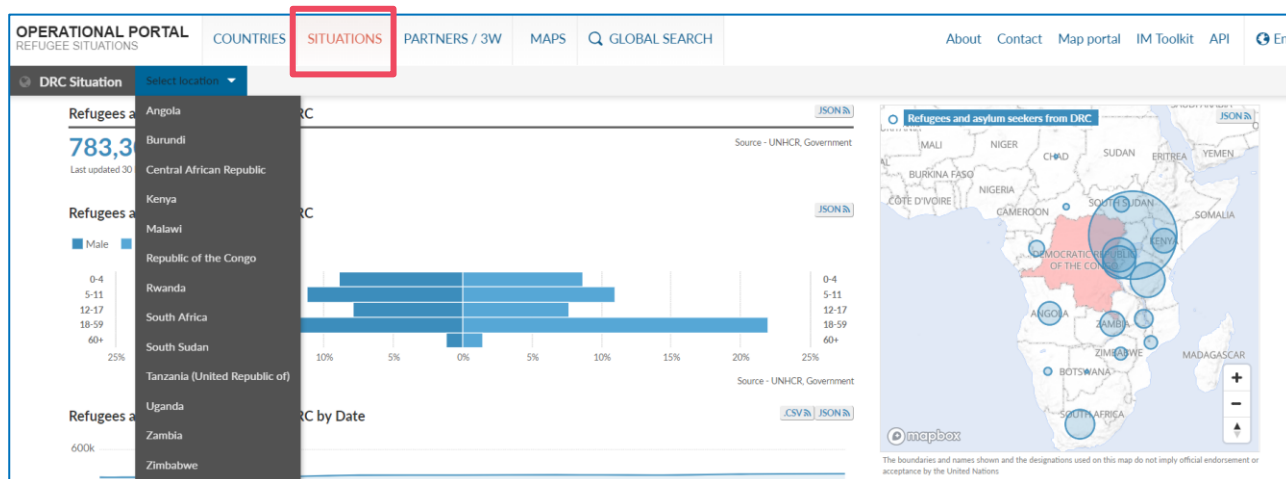 OPERATIONAL PORTAL
REFUGEE SITUATIONS
COUNTRIES
SITUATIONS
PARTNERS / 3W
MAPS
GLOBAL SEARCH
About
Contact
Map portal
IM Toolkit
API
En
DRC Situation
Select location
Angola
Burundi
Central African Republic
Kenya
Malawi
Republic of the Congo
Rwanda
South Africa
South Sudan
Tanzania (United Republic of)
Uganda
Zambia
Zimbabwe
Refugees a
RC
JSON
783,3
Source - UNHCR, Government
Last updated 30
Refugees a
RC
JSON
Male
0-4
5-11
12-17
18-59
60+
0-4
5-11
12-17
18-59
60+
25%
10%
5%
0%
5%
10%
15%
20%
25%
Source - UNHCR, Government
Refugees a
RC by Date
.CSV
JSON
600k
Refugees and asylum seekers from DRC
JSON
MALI
NIGER
CHAD
SUDAN
ERITREA
YEMEN
BURKINA FASO
NIGERIA
CÔTE D'IVOIRE
CAMEROON
SOUTH SUDAN
SOMALIA
KENYA
DEMOCRATIC REPUBLIC
OF THE CONGO
ANGOLA
ZAMBIA
ZIMBABWE
MADAGASCAR
BOTSWANA
SOUTH AFRICA
mapbox
The boundaries and names shown and the designations used on this map do not imply official endorsement or
acceptance by the United Nations